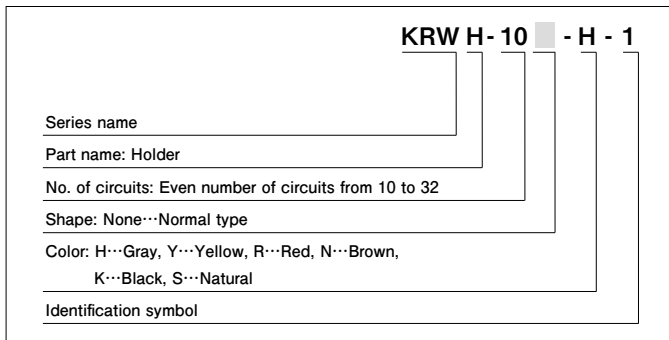 KRW H - 10 - H - 1
Series name
Part name: Holder
No. of circuits: Even number of circuits from 10 to 32
Shape: None⋯Normal type
Color: H⋯Gray, Y⋯Yellow, R⋯Red, N⋯Brown,
K⋯Black, S⋯Natural
Identification symbol